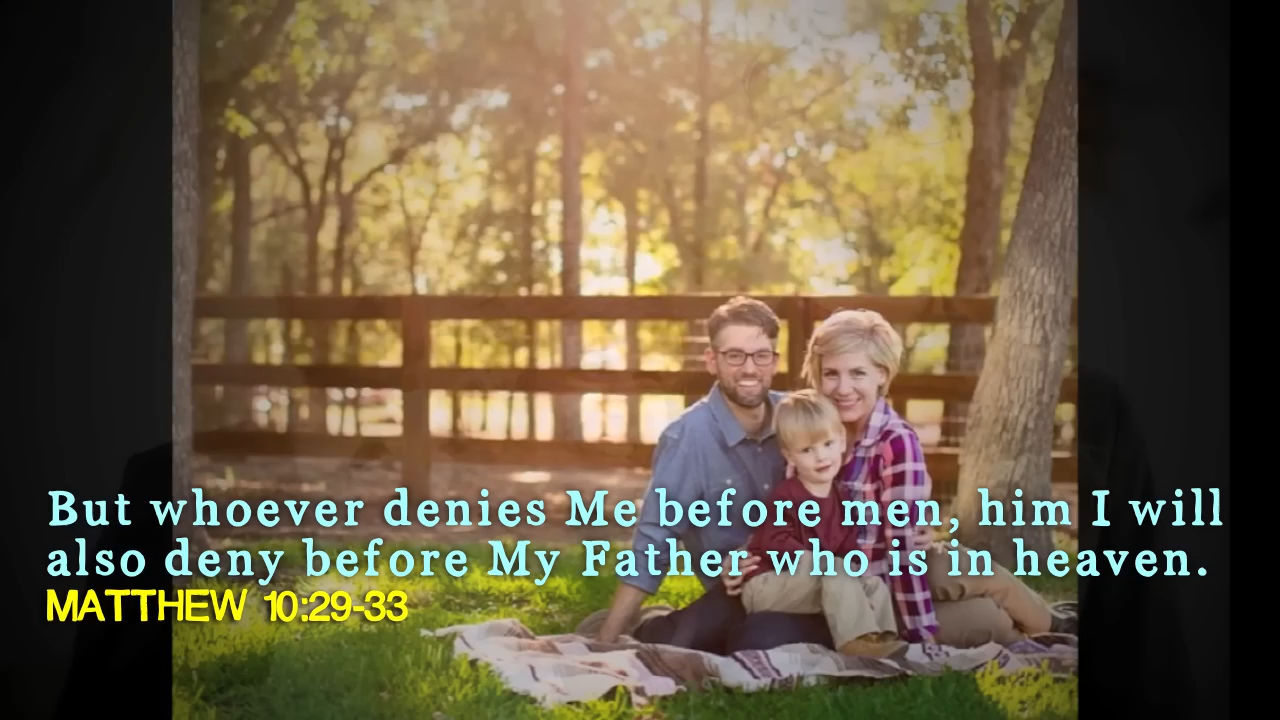 But whoever denies Me before men, him I will
also deny before My Father who is in heaven.
MATTHEW 10:29-33